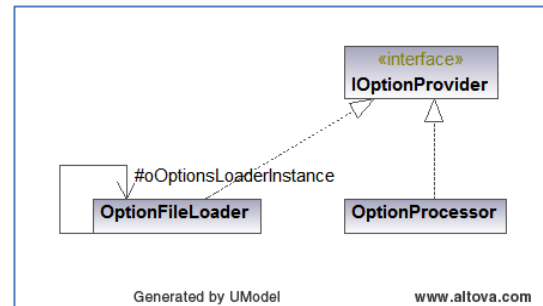 «interface»
IOptionProvider
#oOptionsLoaderInstance
OptionFileLoader
OptionProcessor
Generated by UModel
www.altova.com